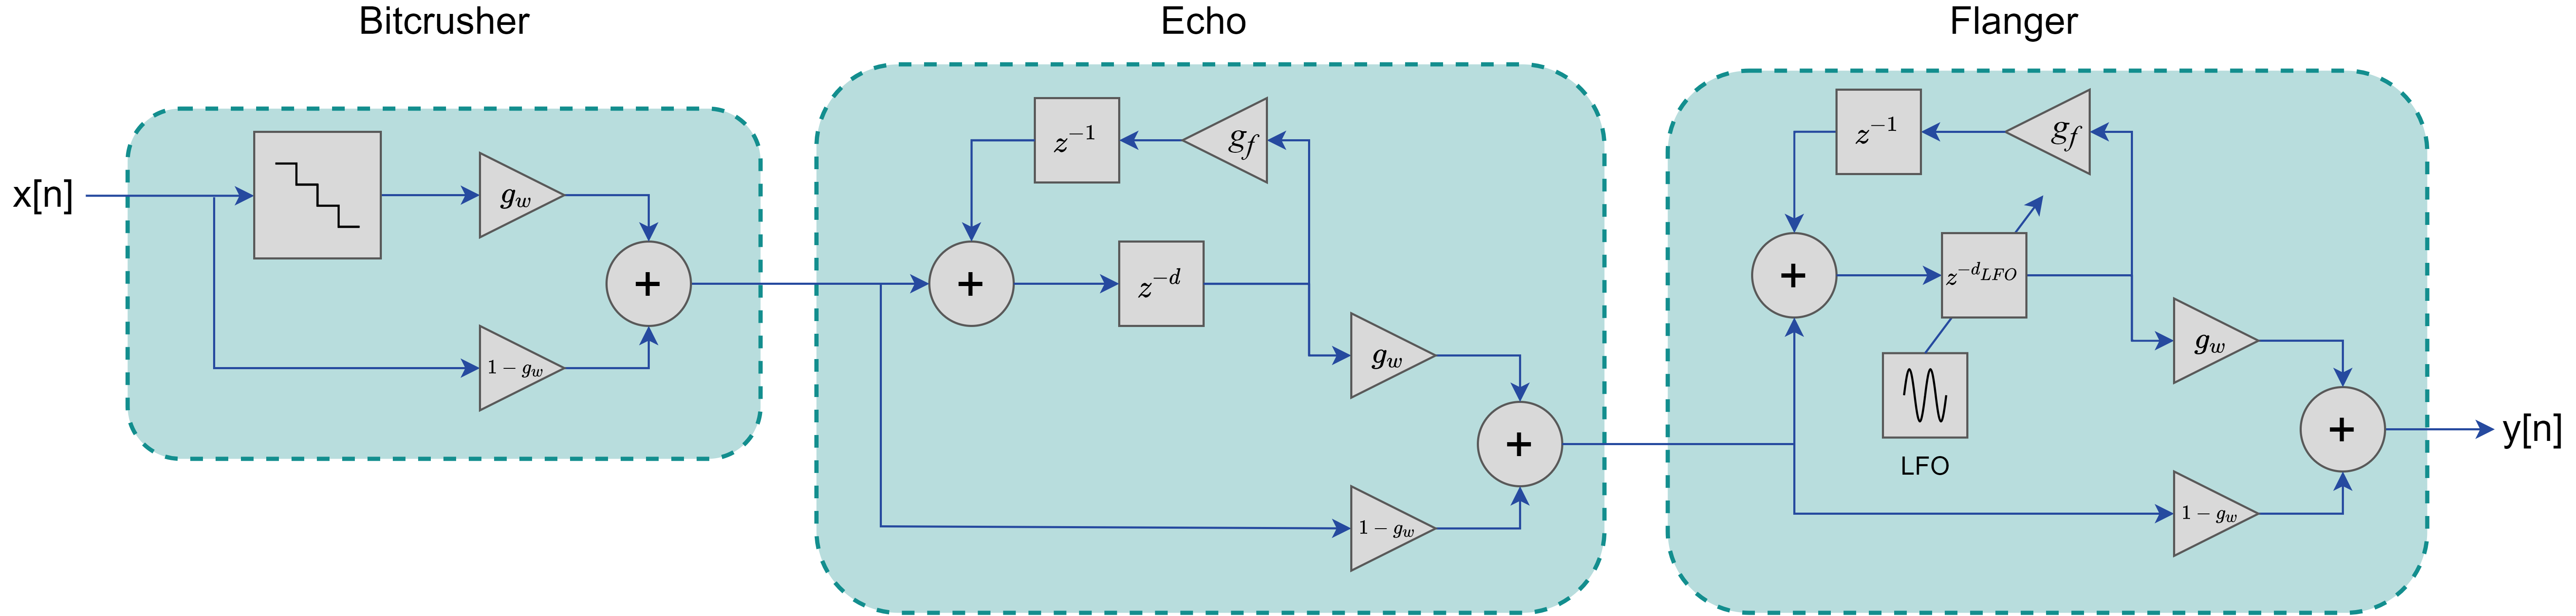 Bitcrusher
x[n]
g_w
1 − g_w
+
Echo
z^{-1}
g_f
+
z^{-d}
g_w
1 − g_w
+
Flanger
z^{-1}
g_f
+
z^{-d_{LFO}}
LFO
g_w
1 − g_w
+
y[n]